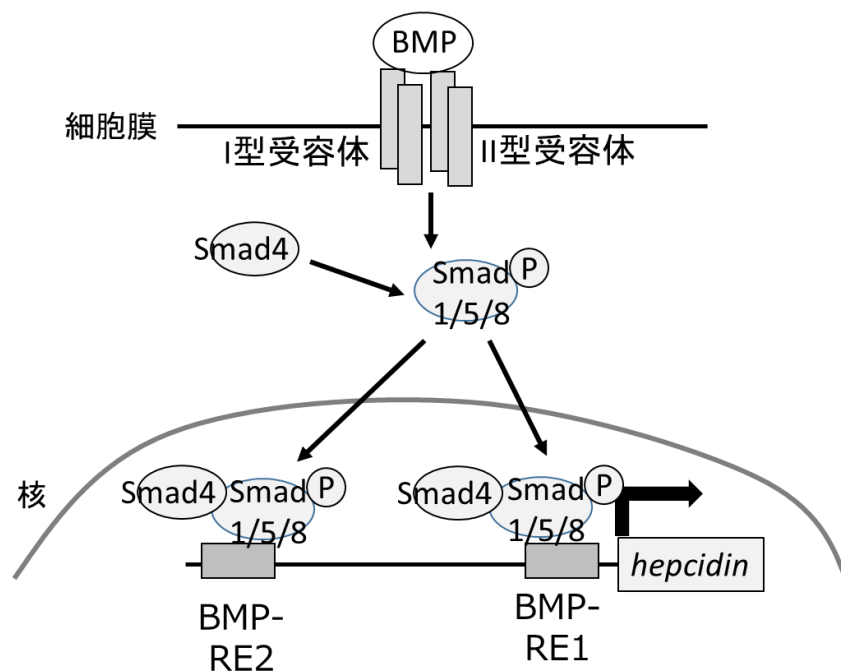 BMP
細胞膜
I型受容体
II型受容体
Smad4
Smad
P
1/5/8
核
Smad4
Smad
P
1/5/8
Smad4
Smad
P
1/5/8
hepcidin
BMP-
RE2
BMP-
RE1